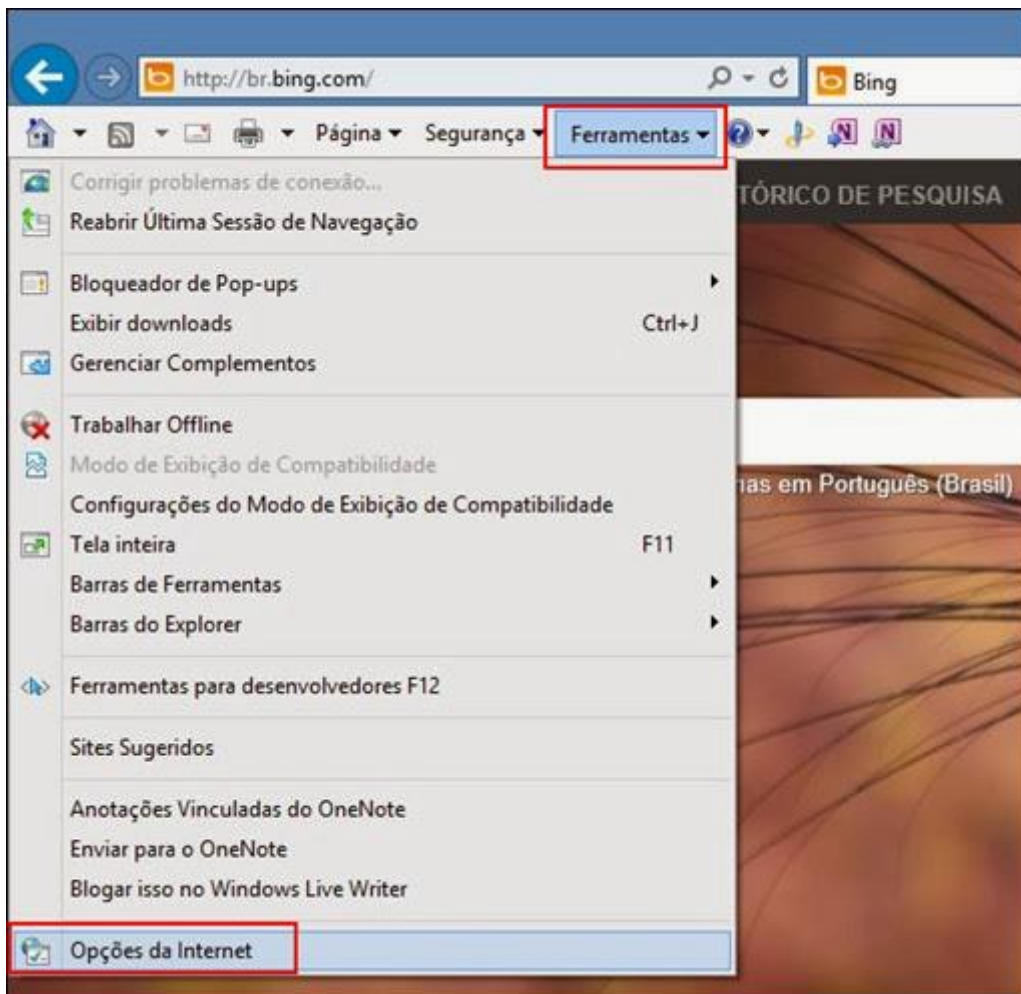 http://br.bing.com/
Bing
Página
Segurança
Ferramentas
Corrigir problemas de conexão...
TÓRICO DE PESQUISA
Reabrir Última Sessão de Navegação
Bloqueador de Pop-ups
Exibir downloads Ctrl+J
Gerenciar Complementos
Trabalhar Offline
Modo de Exibição de Compatibilidade
nas em Português (Brasil)
Configurações do Modo de Exibição de Compatibilidade
Tela inteira F11
Barras de Ferramentas
Barras do Explorer
Ferramentas para desenvolvedores F12
Sites Sugeridos
Anotações Vinculadas do OneNote
Enviar para o OneNote
Blogar isso no Windows Live Writer
Opções da Internet